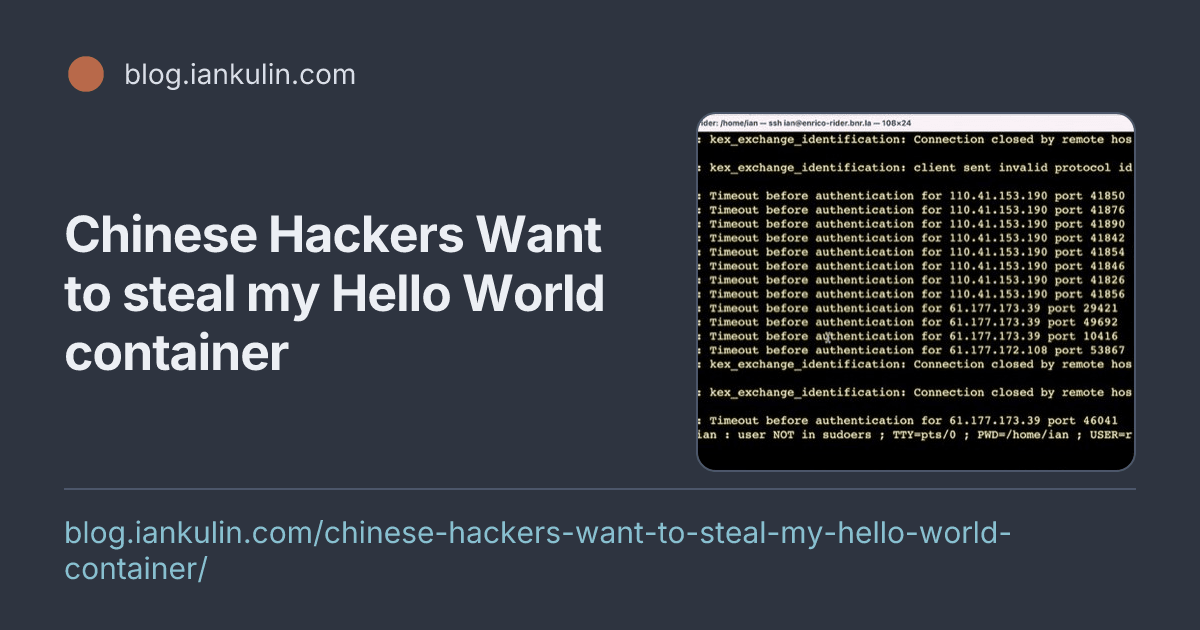 blog.iankulin.com
Chinese Hackers Want
to steal my Hello World
container
ider: /home/ian — ssh ian@enrico-rider.bnr.la — 108×24
: kex_exchange_identification: Connection closed by remote hos
: kex_exchange_identification: client sent invalid protocol id
: Timeout before authentication for 110.41.153.190 port 41850
: Timeout before authentication for 110.41.153.190 port 41876
: Timeout before authentication for 110.41.153.190 port 41890
: Timeout before authentication for 110.41.153.190 port 41842
: Timeout before authentication for 110.41.153.190 port 41854
: Timeout before authentication for 110.41.153.190 port 41846
: Timeout before authentication for 110.41.153.190 port 41826
: Timeout before authentication for 110.41.153.190 port 41856
: Timeout before authentication for 61.177.173.39 port 29421
: Timeout before authentication for 61.177.173.39 port 49692
: Timeout before authentication for 61.177.173.39 port 10416
: Timeout before authentication for 61.177.172.108 port 53867
: kex_exchange_identification: Connection closed by remote hos
: kex_exchange_identification: Connection closed by remote hos
: Timeout before authentication for 61.177.173.39 port 46041
ian : user NOT in sudoers ; TTY=pts/0 ; PWD=/home/ian ; USER=r
blog.iankulin.com/chinese-hackers-want-to-steal-my-hello-world-
container/